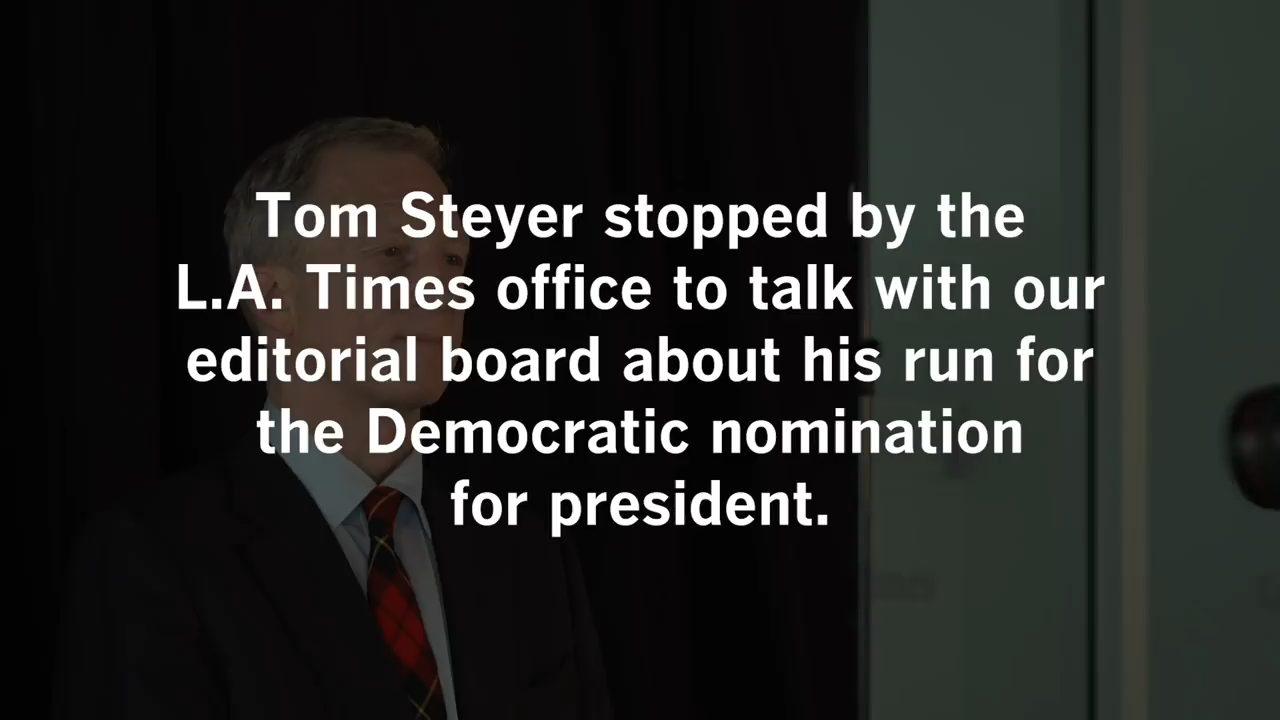 Tom Steyer stopped by the
L.A. Times office to talk with our
editorial board about his run for
the Democratic nomination
for president.